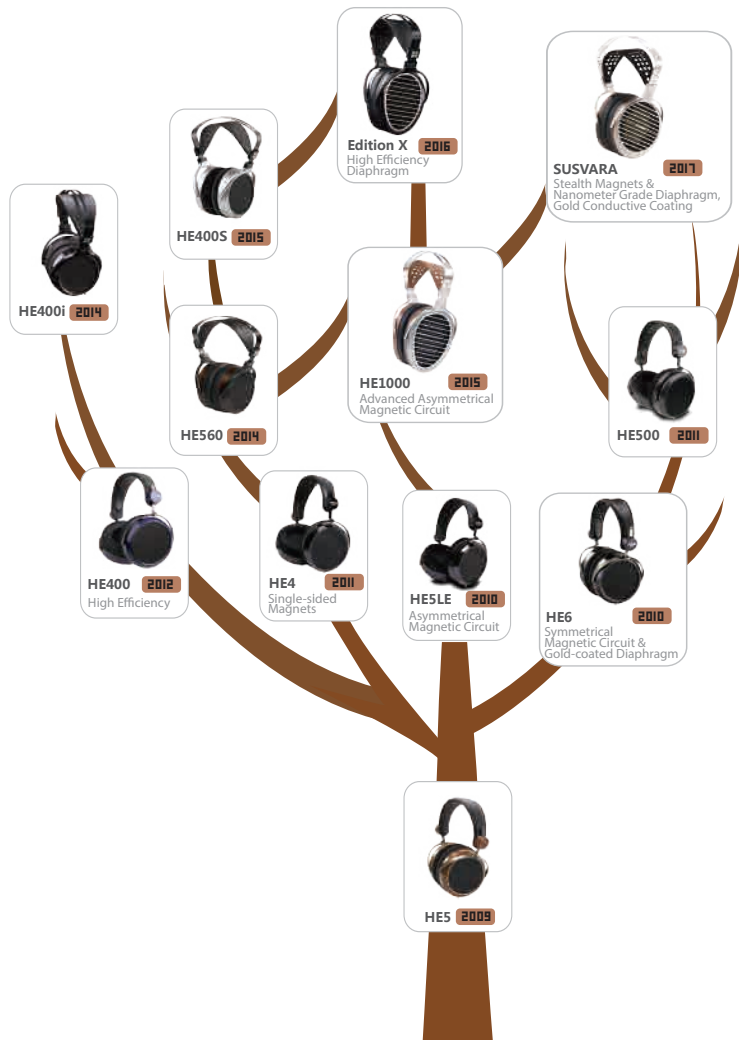 Edition X 2016
High Efficiency
Diaphragm
SUSVARA 2017
Stealth Magnets &
Nanometer Grade Diaphragm,
Gold Conductive Coating
HE400S 2015
HE400i 2014
HE1000 2015
Advanced Asymmetrical
Magnetic Circuit
HE560 2014
HE500 2011
HE400 2012
High Efficiency
HE4 2011
Single-sided
Magnets
HE5LE 2010
Asymmetrical
Magnetic Circuit
HE6 2010
Symmetrical
Magnetic Circuit &
Gold-coated Diaphragm
HE5 2009